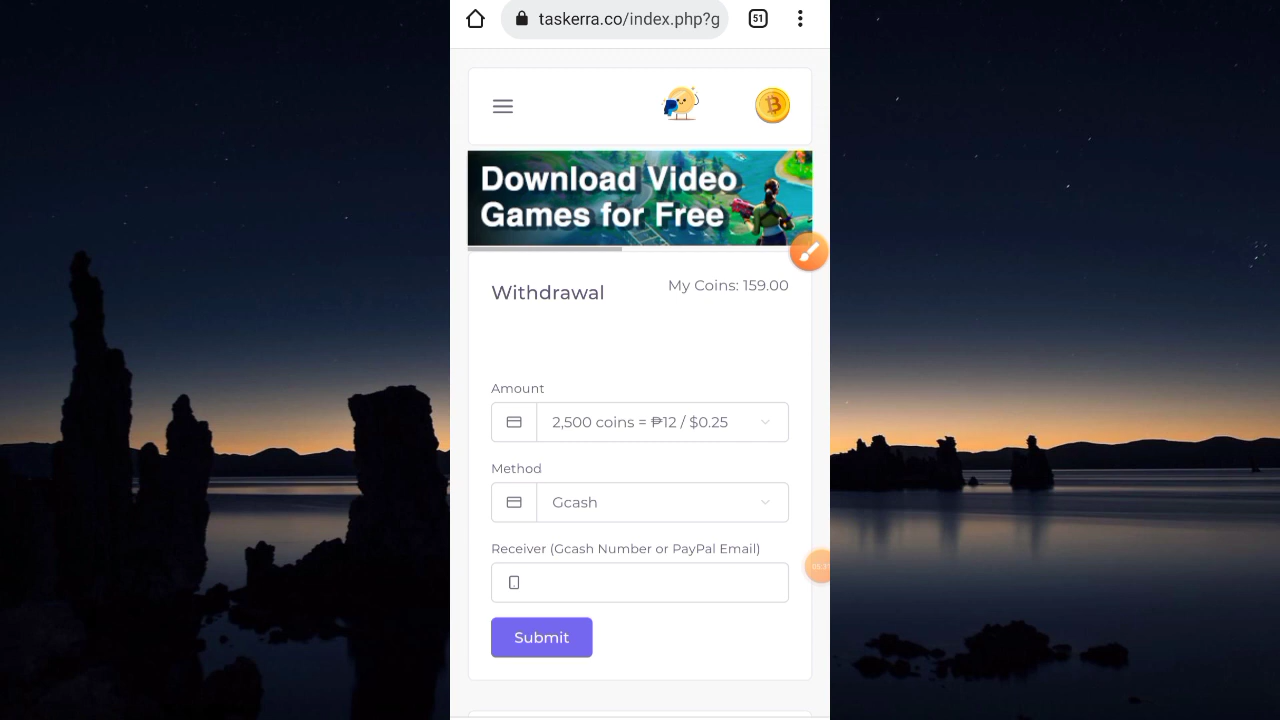 taskerra.co/index.php?g
51
Download Video
Games for Free
Withdrawal
My Coins: 159.00
Amount
2,500 coins = ₱12 / $0.25
Method
Gcash
Receiver (Gcash Number or PayPal Email)
Submit